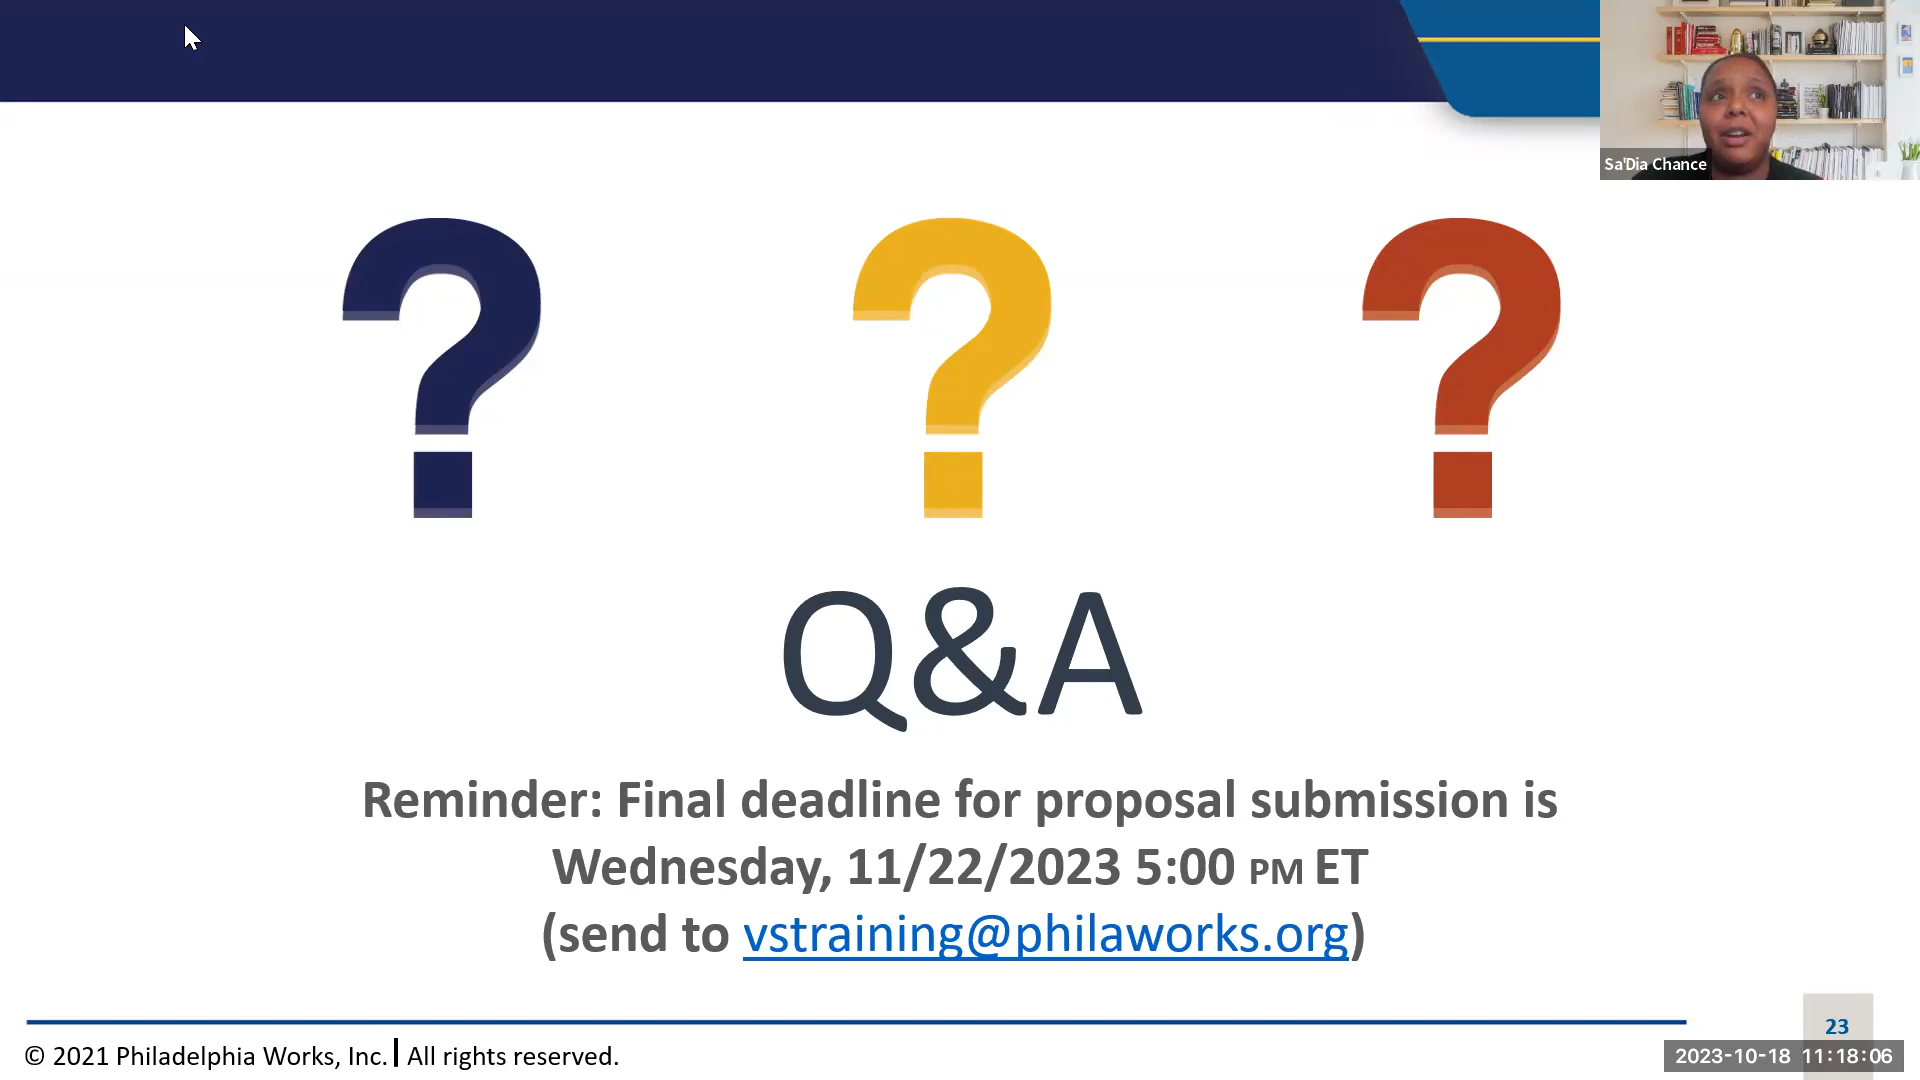 Sa'Dia Chance
? ? ?
Q&A
Reminder: Final deadline for proposal submission is
Wednesday, 11/22/2023 5:00 PM ET
(send to vstraining@philaworks.org)
23
© 2021 Philadelphia Works, Inc. | All rights reserved.
2023-10-18 11:18:06